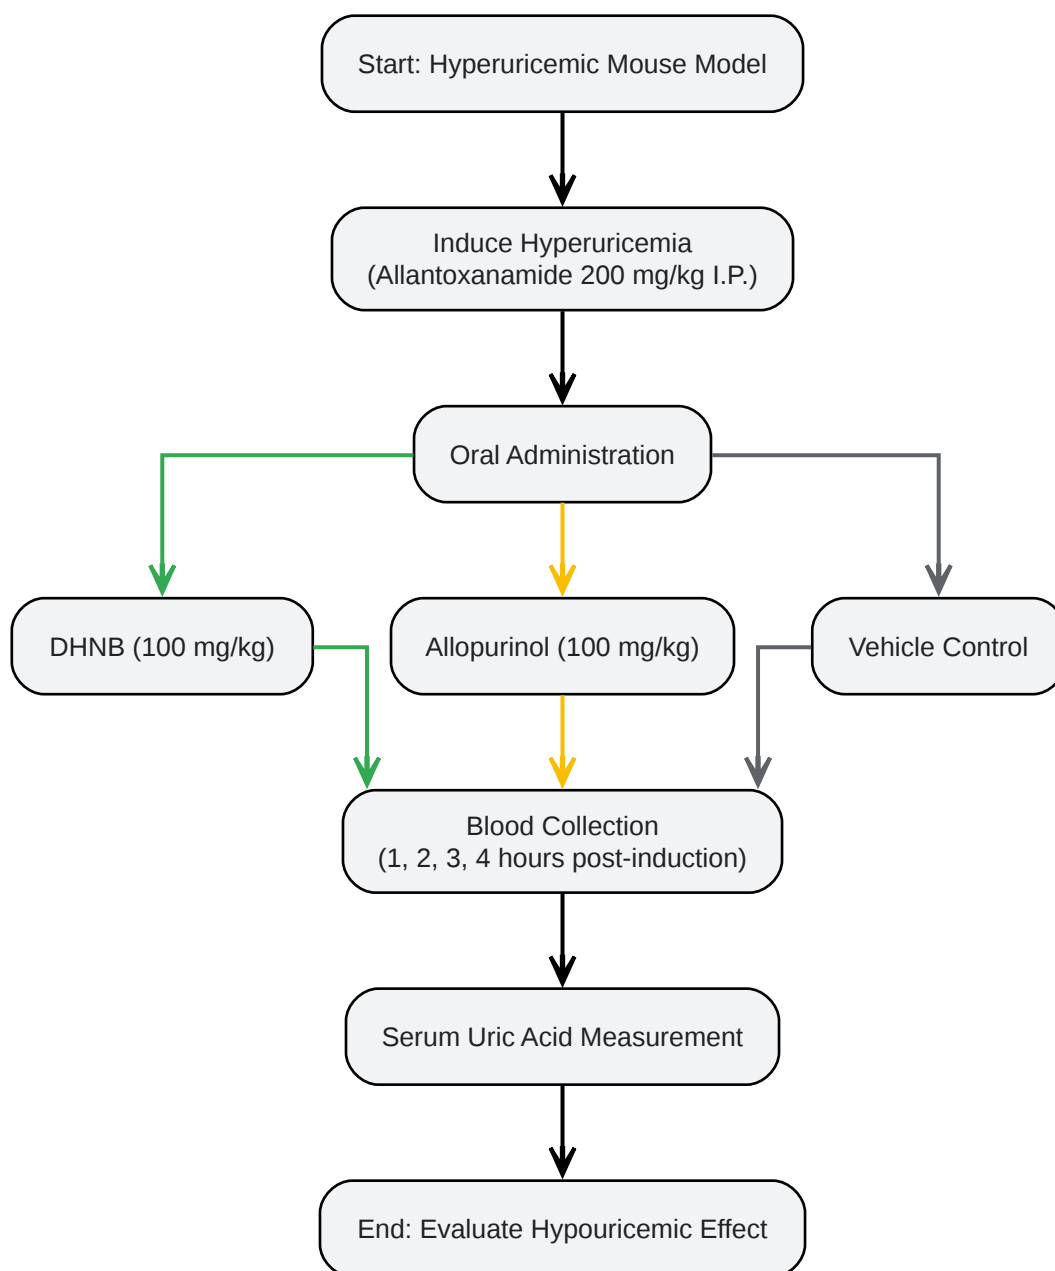 Start: Hyperuricemic Mouse Model
Induce Hyperuricemia
(Allantoxanamide 200 mg/kg I.P.)
Oral Administration
DHNB (100 mg/kg)
Allopurinol (100 mg/kg)
Vehicle Control
Blood Collection
(1, 2, 3, 4 hours post-induction)
Serum Uric Acid Measurement
End: Evaluate Hypouricemic Effect